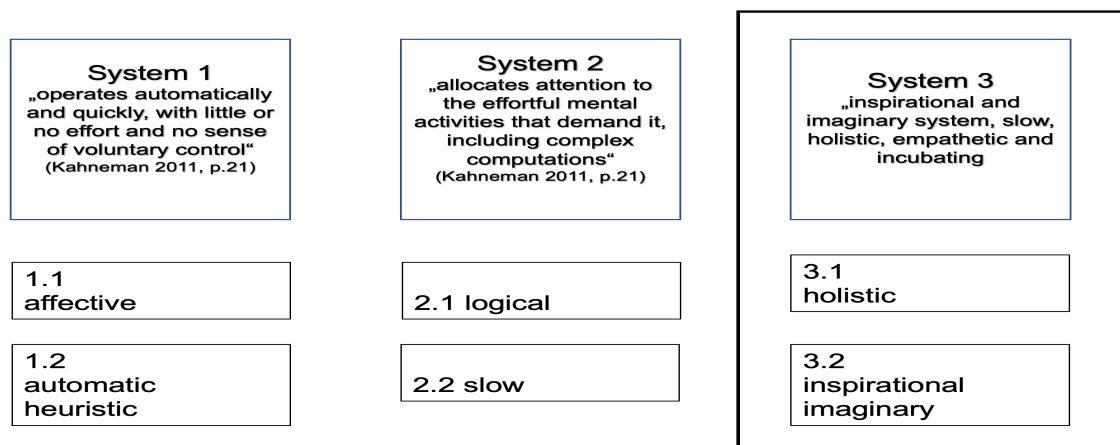 System 1
„operates automatically
and quickly, with little or
no effort and no sense
of voluntary control“
(Kahneman 2011, p.21)
System 2
„allocates attention to
the effortful mental
activities that demand it,
including complex
computations“
(Kahneman 2011, p.21)
System 3
„inspirational and
imaginary system, slow,
holistic, empathetic and
incubating
1.1
affective
2.1 logical
3.1
holistic
1.2
automatic
heuristic
2.2 slow
3.2
inspirational
imaginary